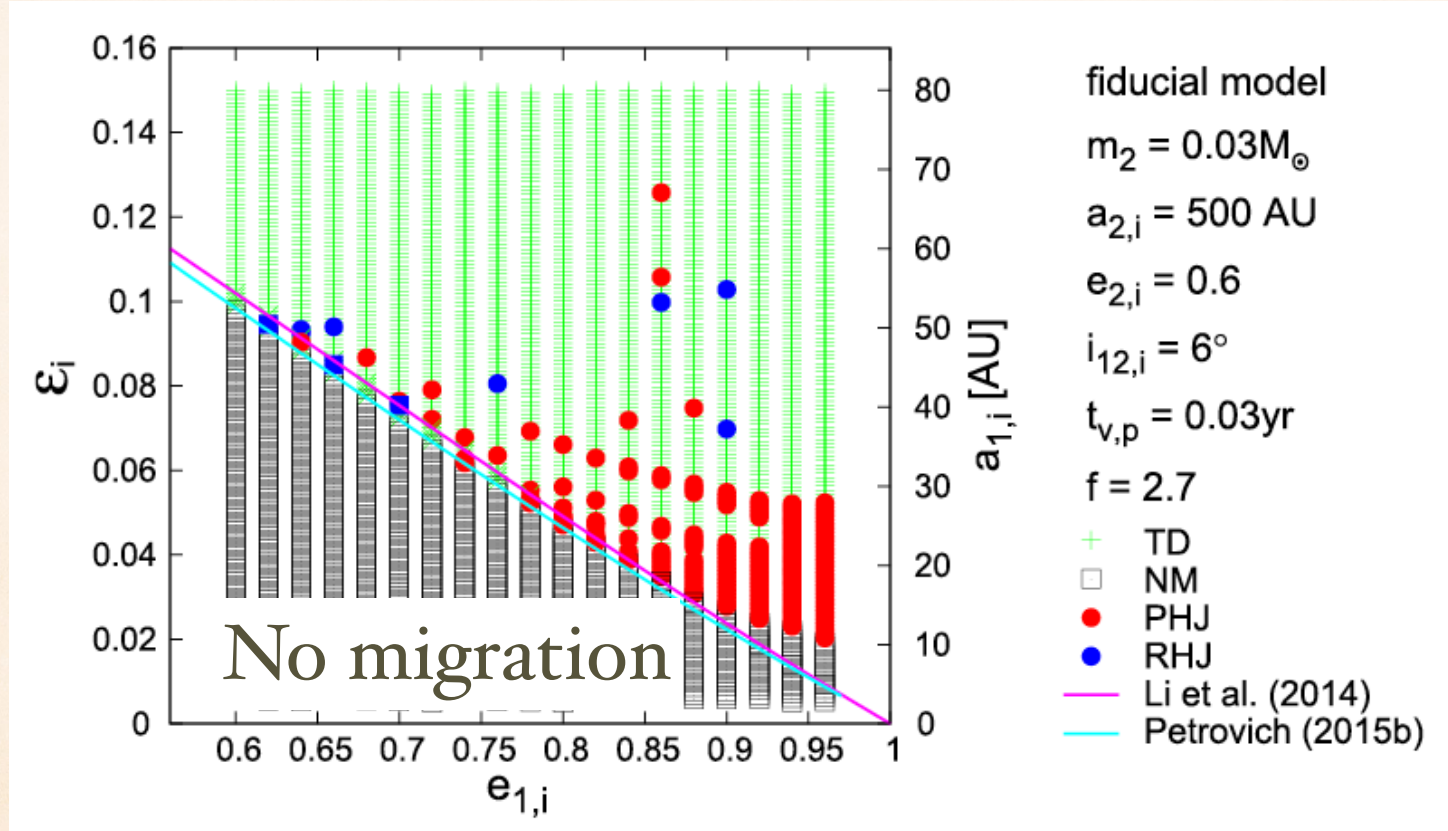 0.16
0.14
0.12
0.1
0.08
0.06
0.04
0.02
0
εi
0.6 0.65 0.7 0.75 0.8 0.85 0.9 0.95 1
e1,i
80
70
60
50
40
30
20
10
0
a1,i [AU]
No migration
fiducial model
m2 = 0.03M⊙
a2,i = 500 AU
e2,i = 0.6
i12,i = 6°
tv,p = 0.03yr
f = 2.7
TD
NM
PHJ
RHJ
Li et al. (2014)
Petrovich (2015b)